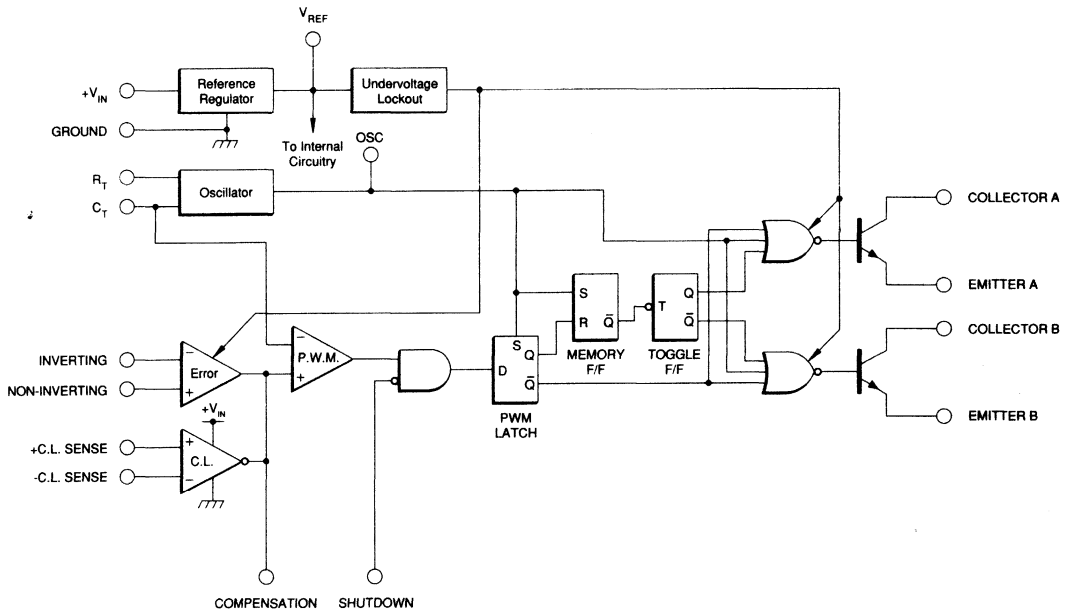 V_REF
+V_IN
Reference
Regulator
Undervoltage
Lockout
GROUND
To Internal
Circuitry
OSC
R_T
Oscillator
C_T
COLLECTOR A
EMITTER A
S
R
Q̅
MEMORY
F/F
T
Q
Q̅
TOGGLE
F/F
COLLECTOR B
EMITTER B
INVERTING
NON-INVERTING
−
+
Error
−
+
P.W.M.
S
D
Q
Q̅
PWM
LATCH
+V_IN
+C.L. SENSE
-C.L. SENSE
+
−
C.L.
COMPENSATION
SHUTDOWN